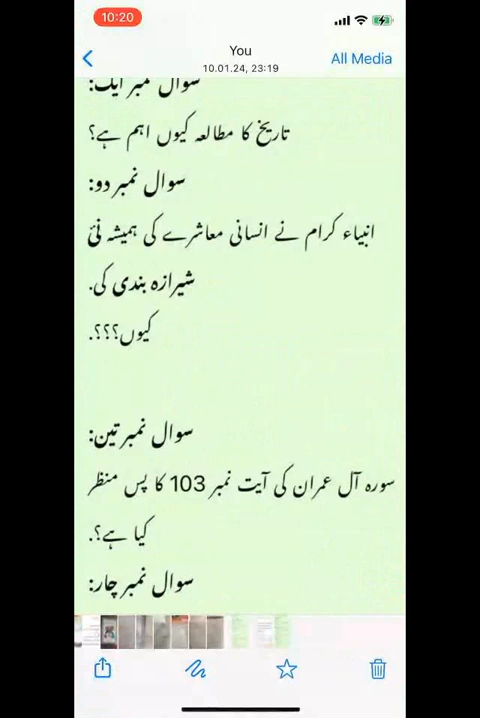 10:20
You
10.01.24, 23:19
All Media
سوال نمبر ایک:
تاریخ کا مطالعہ کیوں اہم ہے؟
سوال نمبر دو:
انبیاء کرام نے انسانی معاشرے کی ہمیشہ نئ
شیرازہ بندی کی.
کیوں؟؟؟.
سوال نمبر تین:
سورہ آل عمران کی آیت نمبر 103 کا پس منظر
کیا ہے؟.
سوال نمبر چار: